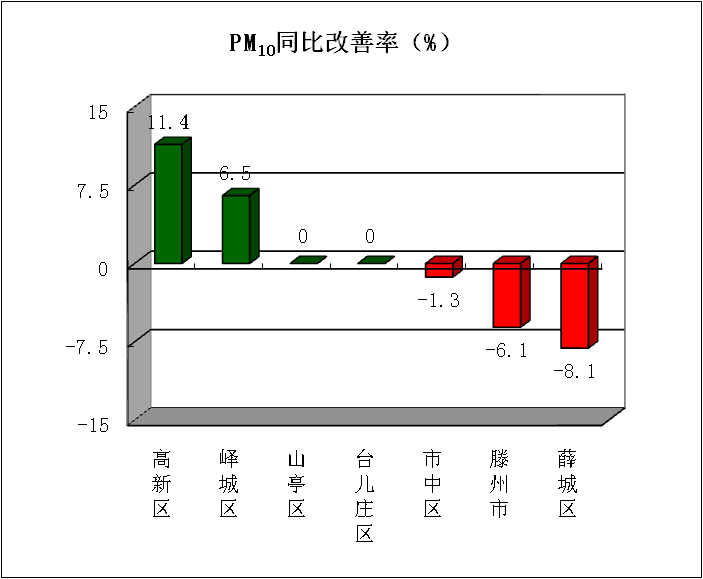 PM10同比改善率（%）
15
7.5
0
-7.5
-15
11.4
6.5
0
0
-1.3
-6.1
-8.1
高新区
峄城区
山亭区
台儿庄区
市中区
滕州市
薛城区